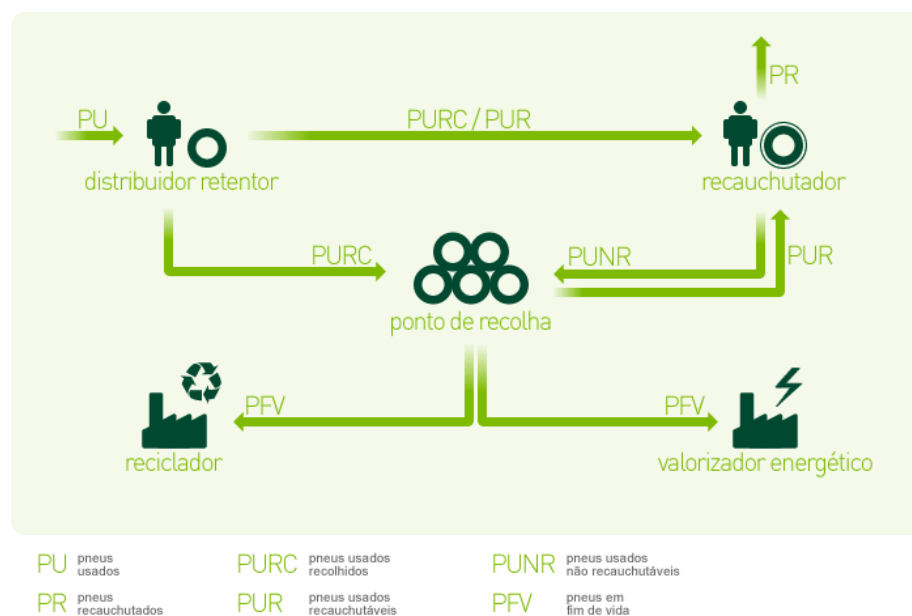 PR
PU
PURC / PUR
distribuidor retentor
recauchutador
PURC
PUNR
PUR
ponto de recolha
PFV
PFV
reciclador
valorizador energético
PU pneus
usados
PURC pneus usados
recolhidos
PUNR pneus usados
não recauchutáveis
PR pneus
recauchutados
PUR pneus usados
recauchutáveis
PFV pneus em
fim de vida